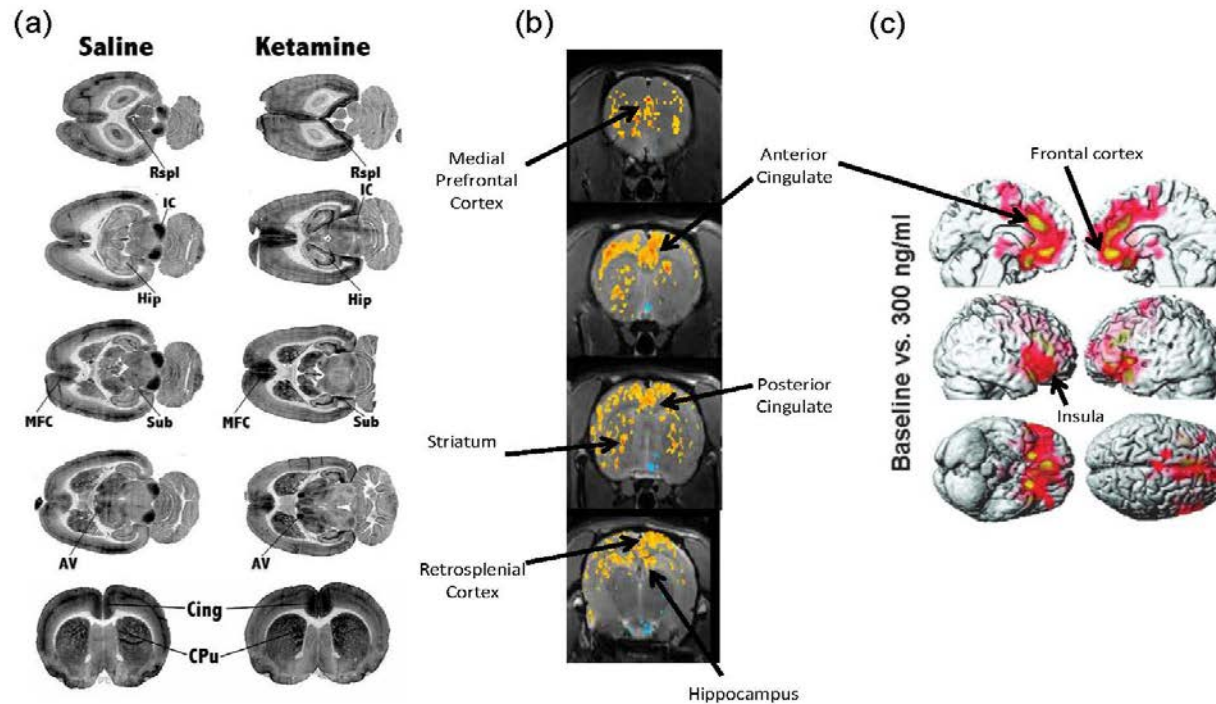 (a)
Saline
Ketamine
Rspl
Rspl
IC
IC
Hip
Hip
MFC
Sub
MFC
Sub
AV
AV
Cing
CPu
(b)
Medial
Prefrontal
Cortex
Anterior
Cingulate
Posterior
Cingulate
Striatum
Retrosplenial
Cortex
Hippocampus
(c)
Frontal cortex
Baseline vs. 300 ng/ml
Insula